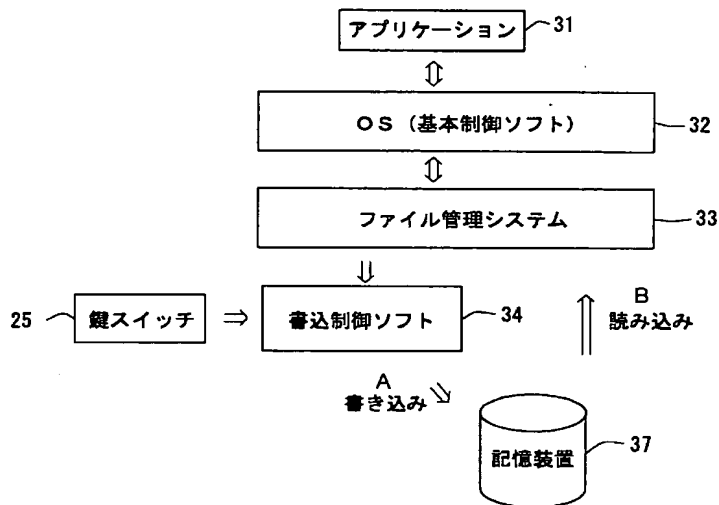 アプリケーション 31
OS（基本制御ソフト） 32
ファイル管理システム 33
25 鍵スイッチ 書込制御ソフト 34
B
読み込み
A
書き込み
記憶装置 37